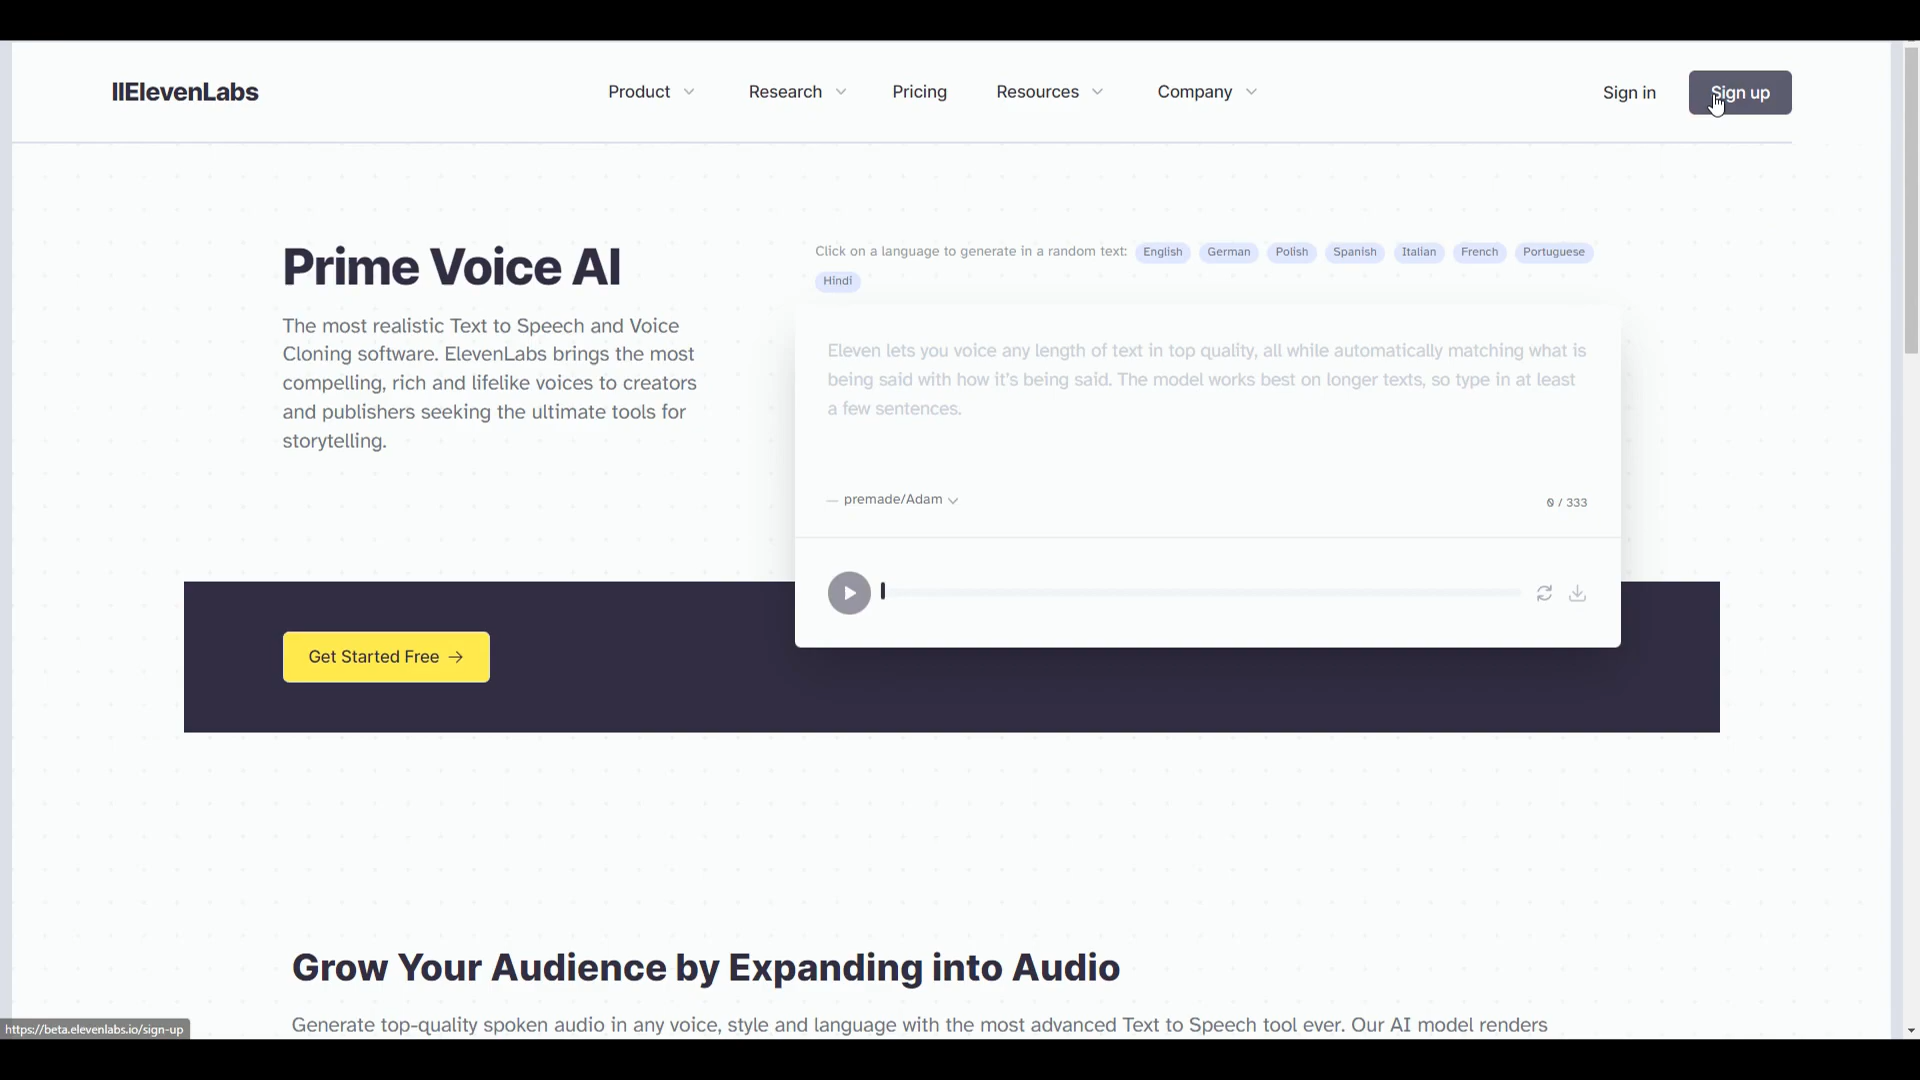 IIElevenLabs
Product
Research
Pricing
Resources
Company
Sign in
Sign up
Prime Voice AI
The most realistic Text to Speech and Voice
Cloning software. ElevenLabs brings the most
compelling, rich and lifelike voices to creators
and publishers seeking the ultimate tools for
storytelling.
Click on a language to generate in a random text: English German Polish Spanish Italian French Portuguese
Hindi
Eleven lets you voice any length of text in top quality, all while automatically matching what is
being said with how it's being said. The model works best on longer texts, so type in at least
a few sentences.
— premade/Adam
0 / 333
Get Started Free →
Grow Your Audience by Expanding into Audio
Generate top-quality spoken audio in any voice, style and language with the most advanced Text to Speech tool ever. Our AI model renders
https://beta.elevenlabs.io/sign-up